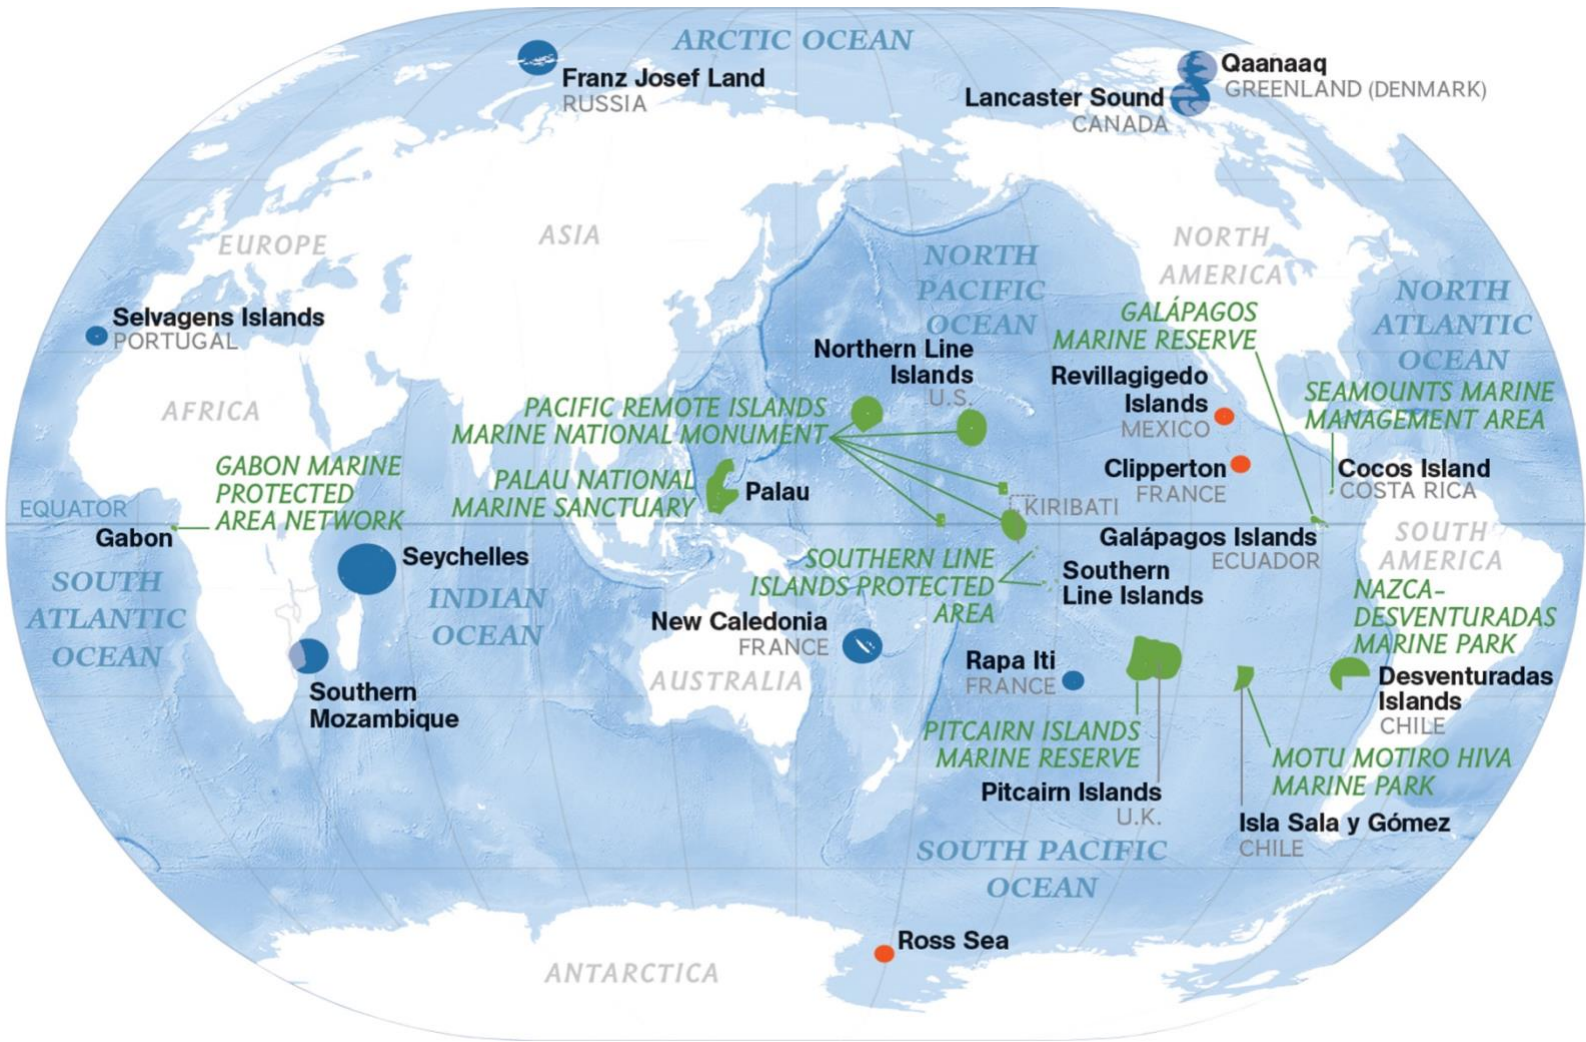 ARCTIC OCEAN
Franz Josef Land
RUSSIA
Qaanaaq
GREENLAND (DENMARK)
Lancaster Sound
CANADA
EUROPE
ASIA
NORTH
PACIFIC
OCEAN
NORTH
AMERICA
NORTH
ATLANTIC
OCEAN
Selvagens Islands
PORTUGAL
AFRICA
GALÁPAGOS
MARINE RESERVE
Northern Line
Islands
U.S.
Revillagigedo
Islands
MEXICO
SEAMOUNTS MARINE
MANAGEMENT AREA
PACIFIC REMOTE ISLANDS
MARINE NATIONAL MONUMENT
GABON MARINE
PROTECTED
AREA NETWORK
PALAU NATIONAL
MARINE SANCTUARY
Palau
Clipperton
FRANCE
Cocos Island
COSTA RICA
EQUATOR
KIRIBATI
Gabon
Galápagos Islands
ECUADOR
SOUTH
AMERICA
Seychelles
SOUTH
ATLANTIC
OCEAN
INDIAN
OCEAN
SOUTHERN LINE
ISLANDS PROTECTED
AREA
Southern
Line Islands
NAZCA-
DESVENTURADAS
MARINE PARK
New Caledonia
FRANCE
AUSTRALIA
Rapa Iti
FRANCE
Desventuradas
Islands
CHILE
Southern
Mozambique
PITCAIRN ISLANDS
MARINE RESERVE
MOTU MOTIRO HIVA
MARINE PARK
Pitcairn Islands
U.K.
Isla Sala y Gómez
CHILE
SOUTH PACIFIC
OCEAN
Ross Sea
ANTARCTICA